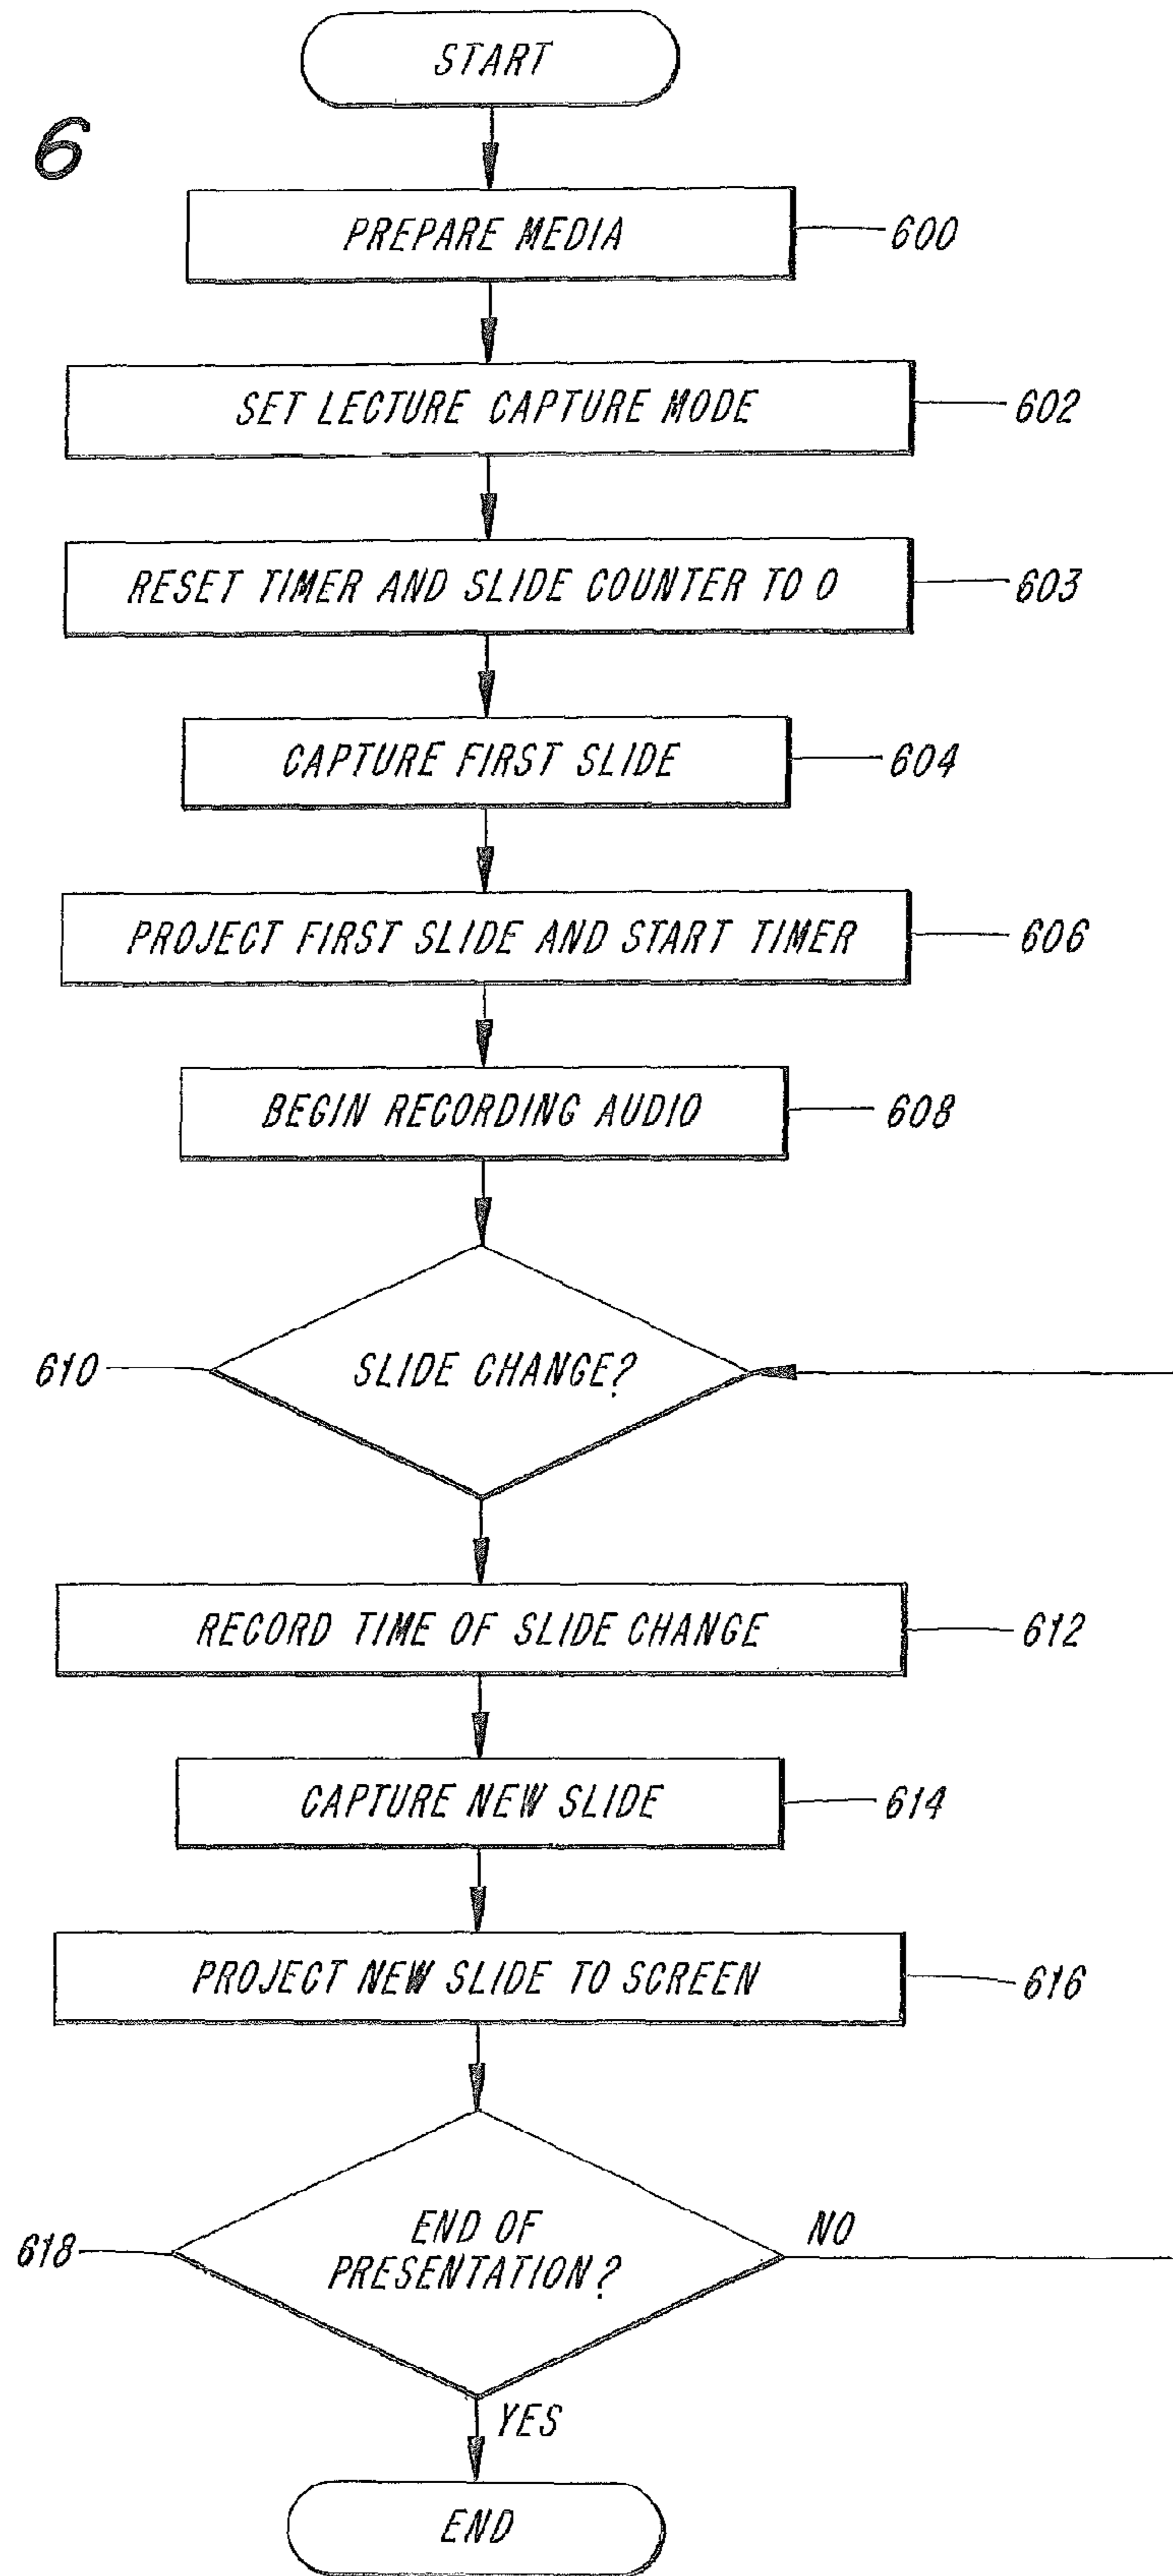 START
6
PREPARE MEDIA
600
SET LECTURE CAPTURE MODE
602
RESET TIMER AND SLIDE COUNTER TO 0
603
CAPTURE FIRST SLIDE
604
PROJECT FIRST SLIDE AND START TIMER
606
BEGIN RECORDING AUDIO
608
610
SLIDE CHANGE?
RECORD TIME OF SLIDE CHANGE
612
CAPTURE NEW SLIDE
614
PROJECT NEW SLIDE TO SCREEN
616
618
END OF
PRESENTATION?
NO
YES
END